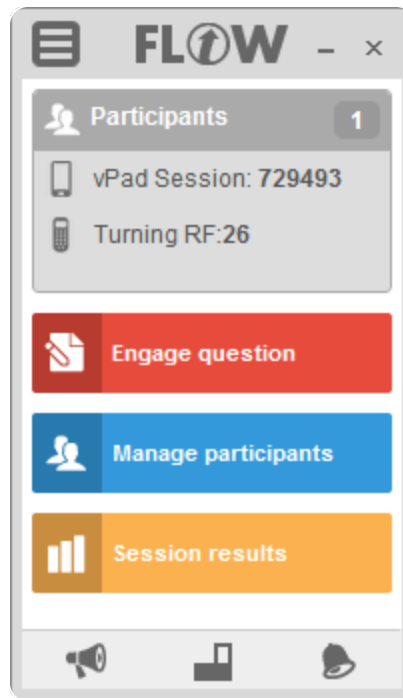 FLOW
Participants 1
vPad Session: 729493
Turning RF:26
Engage question
Manage participants
Session results